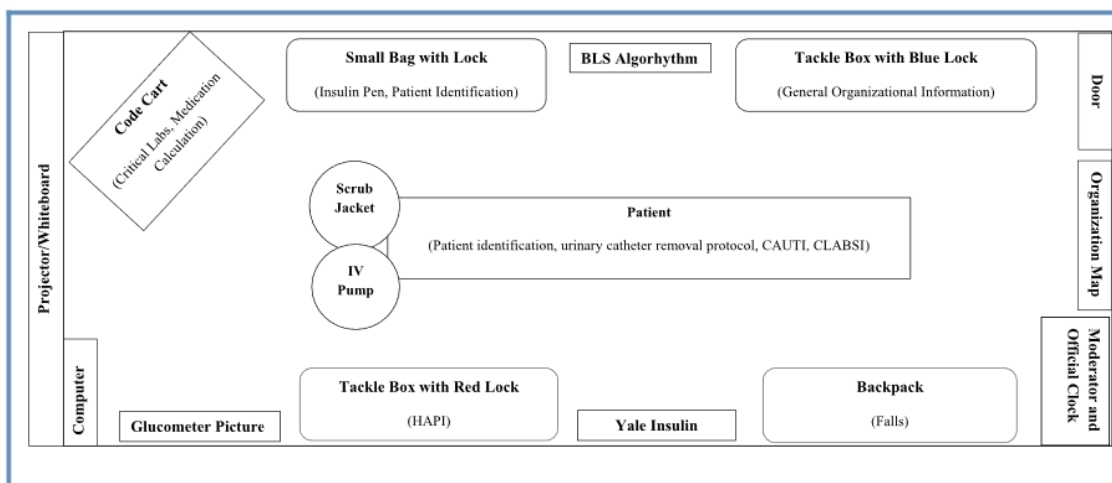 Projector/Whiteboard
Code Cart
(Critical Labs, Medication
Calculation)
Small Bag with Lock
(Insulin Pen, Patient Identification)
BLS Algorhythm
Tackle Box with Blue Lock
(General Organizational Information)
Door
Scrub
Jacket
IV
Pump
Patient
(Patient identification, urinary catheter removal protocol, CAUTI, CLABSI)
Organization Map
Computer
Glucometer Picture
Tackle Box with Red Lock
(HAPI)
Yale Insulin
Backpack
(Falls)
Moderator and
Official Clock